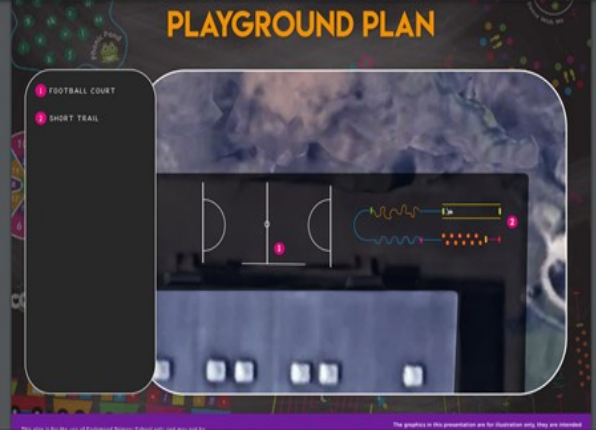 PLAYGROUND PLAN
1 FOOTBALL COURT
2 SHORT TRAIL
1
2
The graphics in this presentation are for illustration only, they are intended